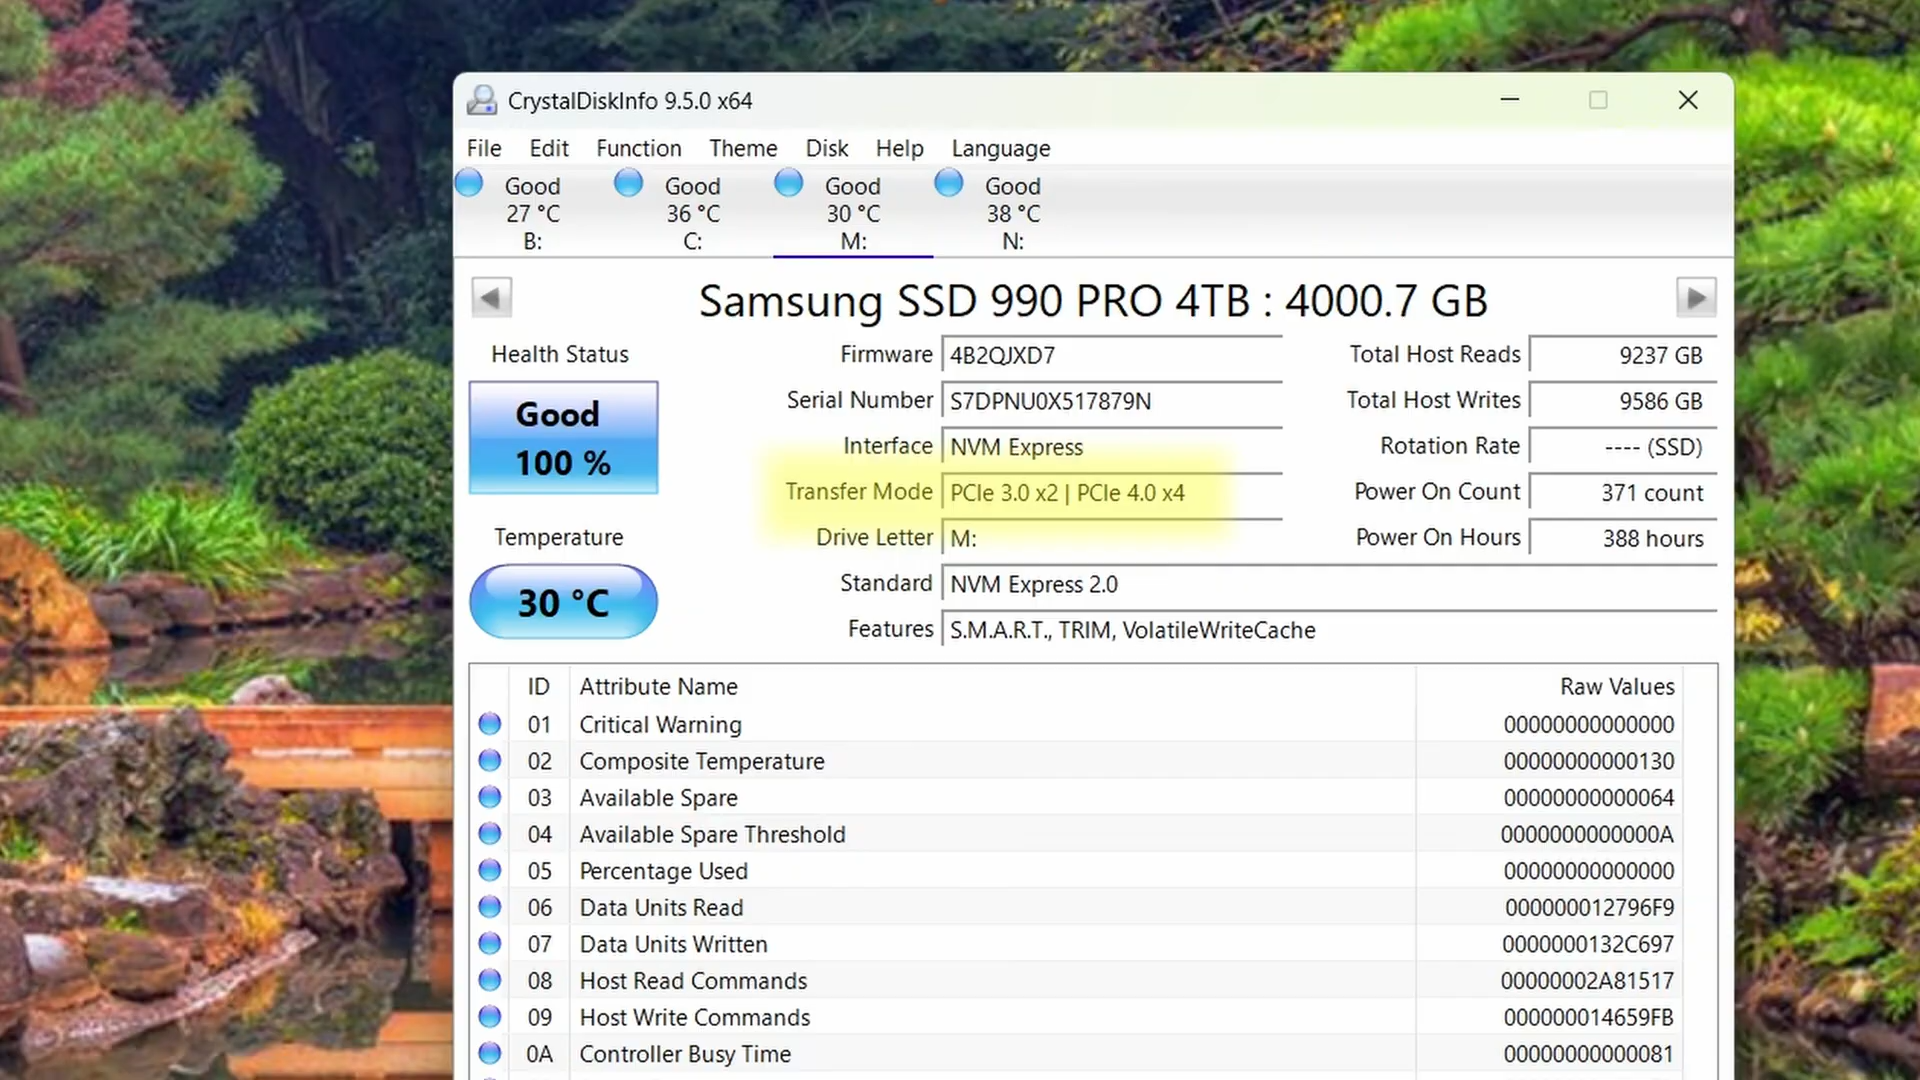 CrystalDiskInfo 9.5.0 x64
File Edit Function Theme Disk Help Language
Good Good Good Good
27 °C 36 °C 30 °C 38 °C
B: C: M: N:
Samsung SSD 990 PRO 4TB : 4000.7 GB
Health Status
Good
100 %
Temperature
30 °C
Firmware 4B2QJXD7
Serial Number S7DPNU0X517879N
Interface NVM Express
Transfer Mode PCIe 3.0 x2 | PCIe 4.0 x4
Drive Letter M:
Standard NVM Express 2.0
Features S.M.A.R.T., TRIM, VolatileWriteCache
Total Host Reads 9237 GB
Total Host Writes 9586 GB
Rotation Rate ---- (SSD)
Power On Count 371 count
Power On Hours 388 hours
ID Attribute Name Raw Values
01 Critical Warning 00000000000000
02 Composite Temperature 00000000000130
03 Available Spare 00000000000064
04 Available Spare Threshold 0000000000000A
05 Percentage Used 00000000000000
06 Data Units Read 000000012796F9
07 Data Units Written 0000000132C697
08 Host Read Commands 00000002A81517
09 Host Write Commands 000000014659FB
0A Controller Busy Time 00000000000081